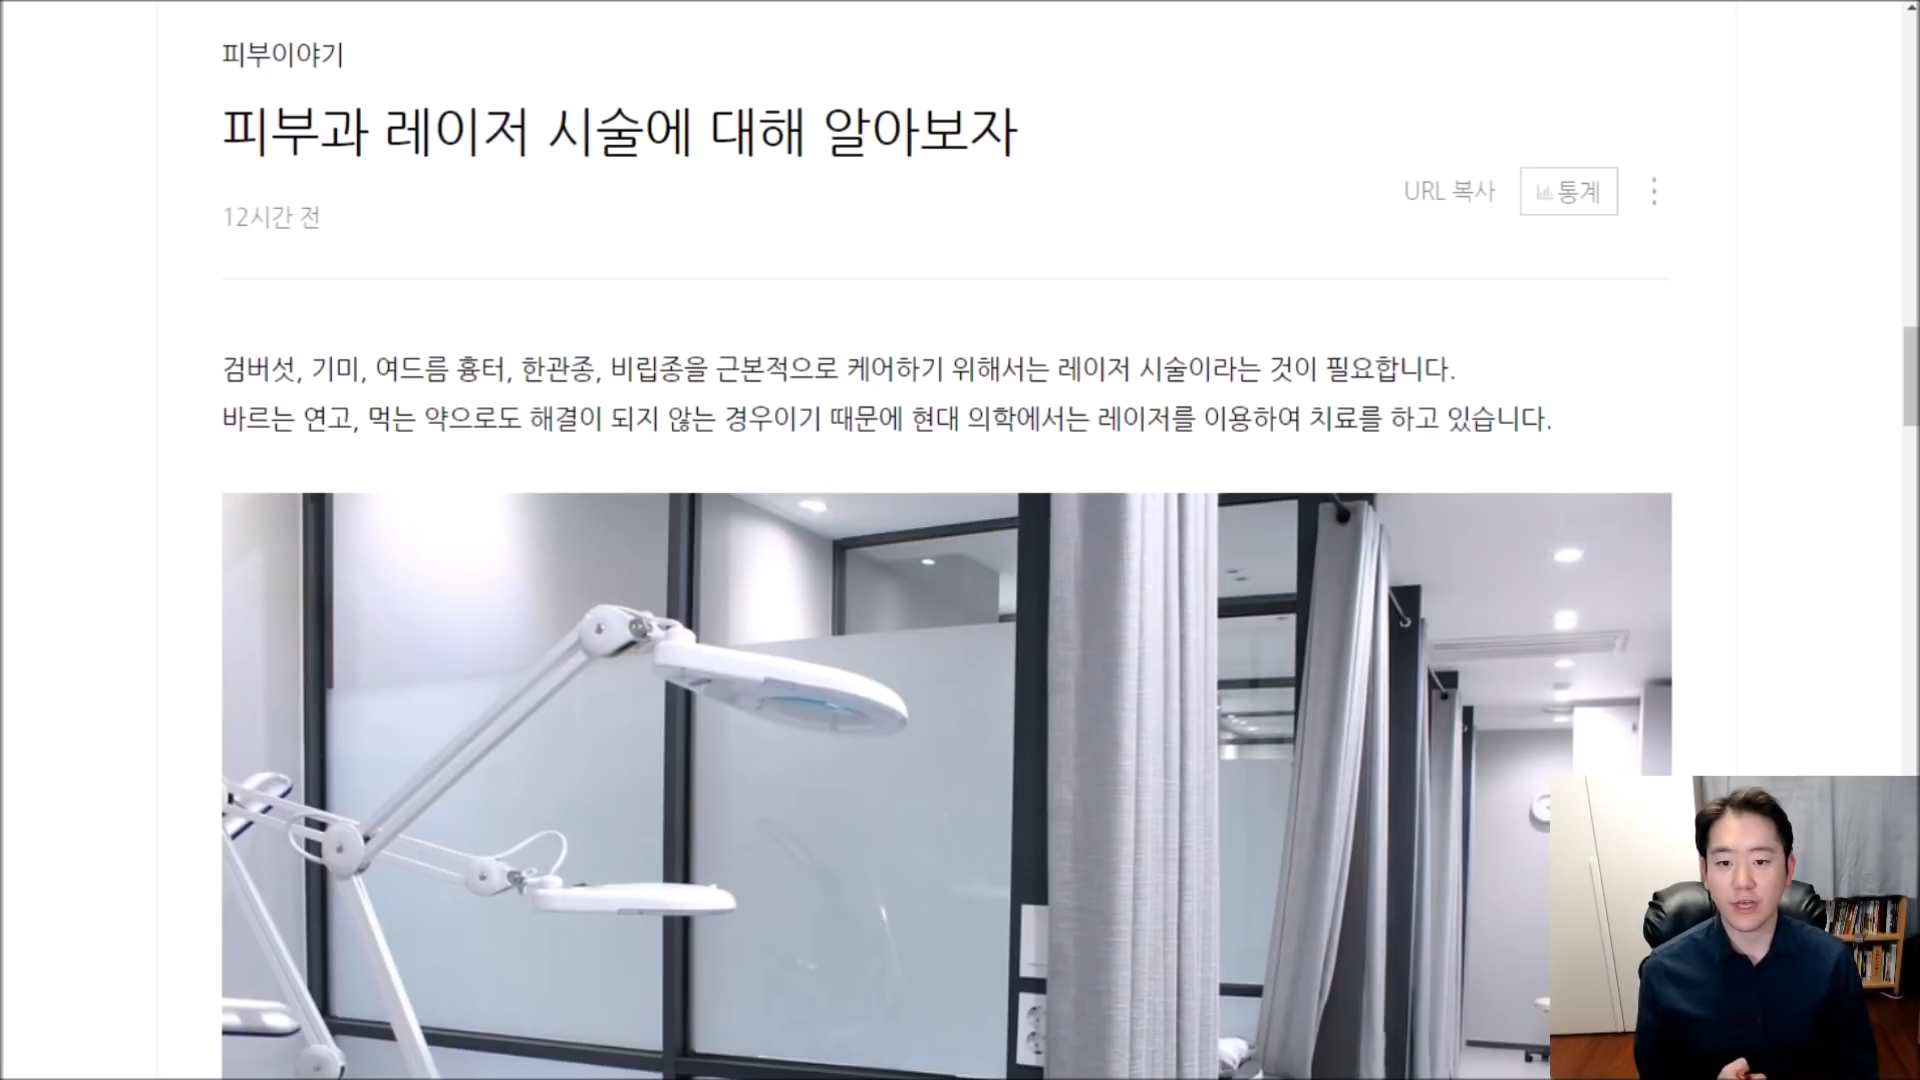 피부이야기
피부과 레이저 시술에 대해 알아보자
12시간 전
URL 복사
통계
검버섯, 기미, 여드름 흉터, 한관종, 비립종을 근본적으로 케어하기 위해서는 레이저 시술이라는 것이 필요합니다.
바르는 연고, 먹는 약으로도 해결이 되지 않는 경우이기 때문에 현대 의학에서는 레이저를 이용하여 치료를 하고 있습니다.